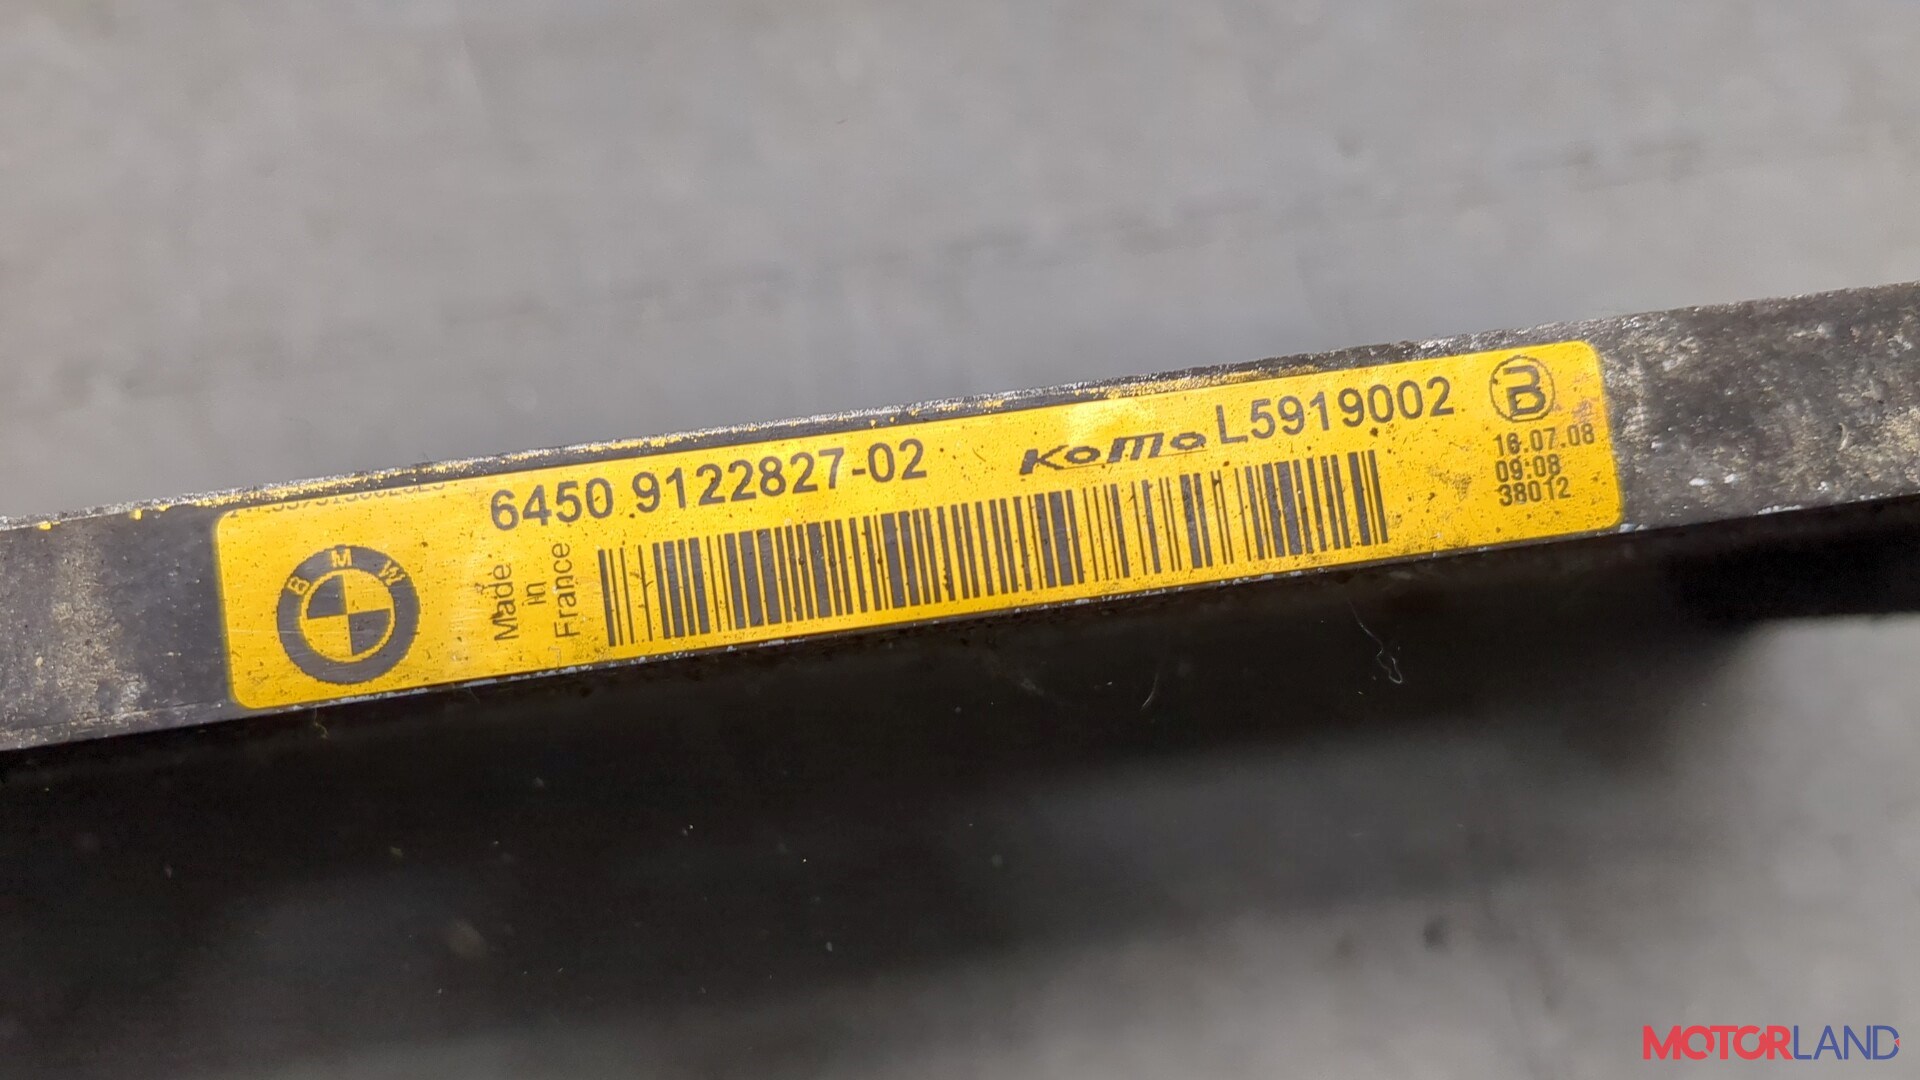 6450 9122827-02
KoMo L5919002
B
16.07.08
09:08
38012
BMW
Made
in
France
MOTORLAND